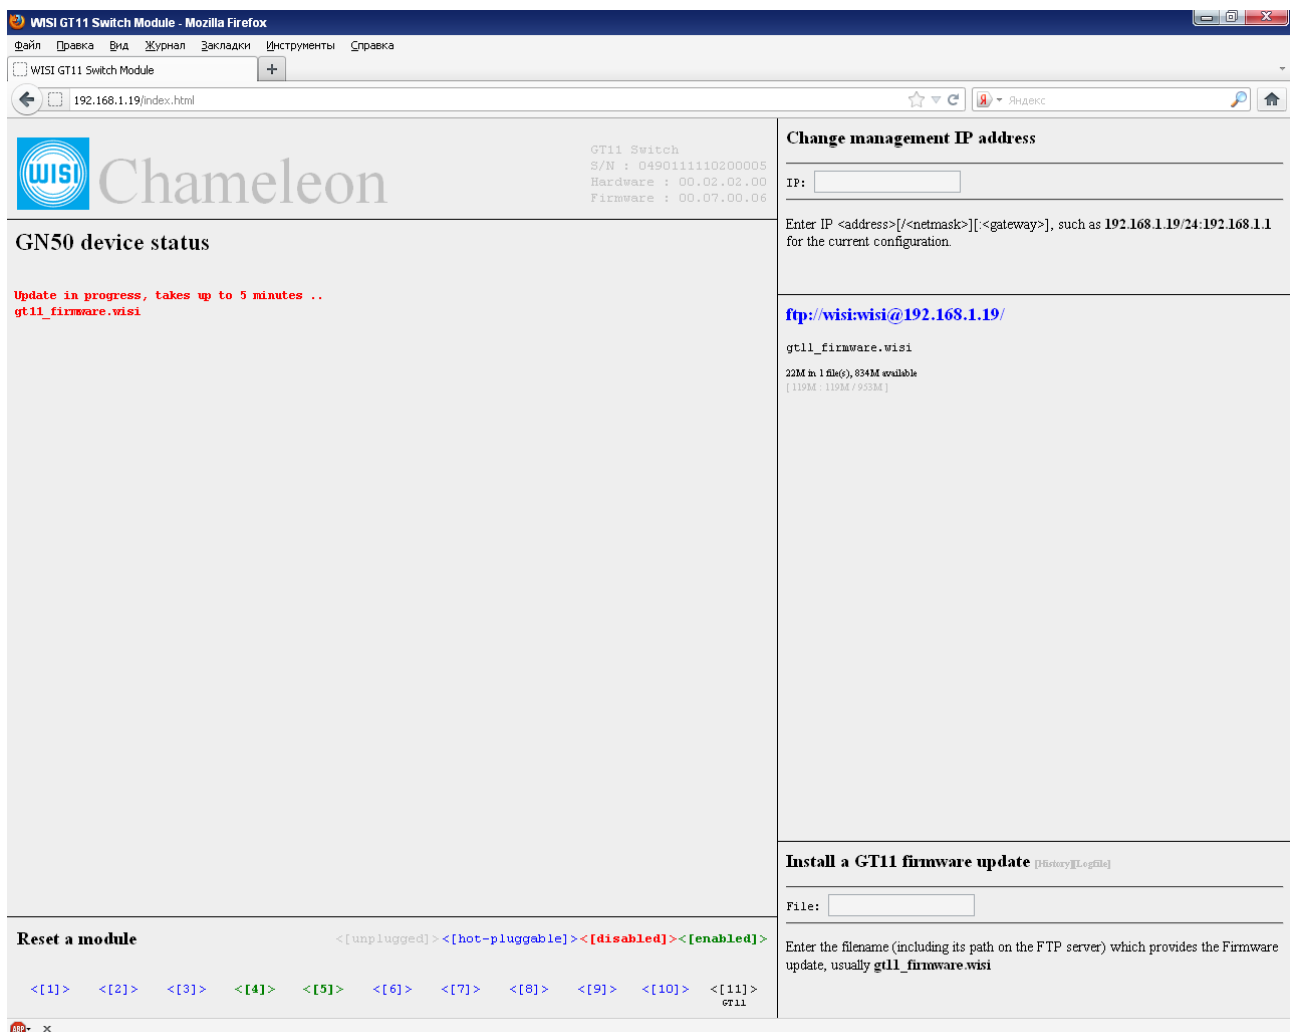 WISI GT11 Switch Module - Mozilla Firefox
Файл Правка Вид Журнал Закладки Инструменты Справка
WISI GT11 Switch Module
192.168.1.19/index.html
Яндекс
WISI
Chameleon
GT11 Switch
S/N : 0490111110200005
Hardware : 00.02.02.00
Firmware : 00.07.00.06
GN50 device status
Update in progress, takes up to 5 minutes ..
gt11_firmware.wisi
Reset a module
<[unplugged]><[hot-pluggable]><[disabled]><[enabled]>
<[1]> <[2]> <[3]> <[4]> <[5]> <[6]> <[7]> <[8]> <[9]> <[10]> <[11]>
GT11
Change management IP address
IP:
Enter IP <address>[/<netmask>][:<gateway>], such as 192.168.1.19/24:192.168.1.1
for the current configuration.
ftp://wisi:wisi@192.168.1.19/
gt11_firmware.wisi
22M in 1 file(s), 834M available
[ 119M : 119M / 953M ]
Install a GT11 firmware update [History][Logfile]
File:
Enter the filename (including its path on the FTP server) which provides the Firmware
update, usually gt11_firmware.wisi
ABP